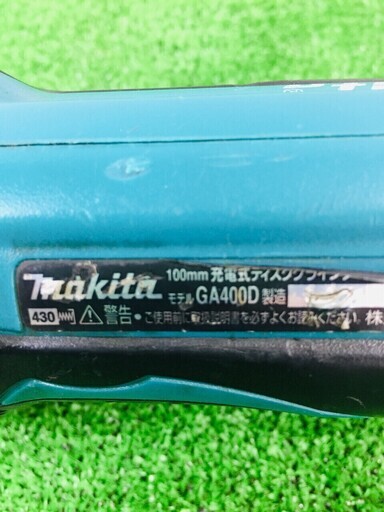 100mm 充電式ディスクグラインダ
makita モデル GA400D 製造
430 警告・ご使用前に取扱説明書を必ずよくお読みください。 株